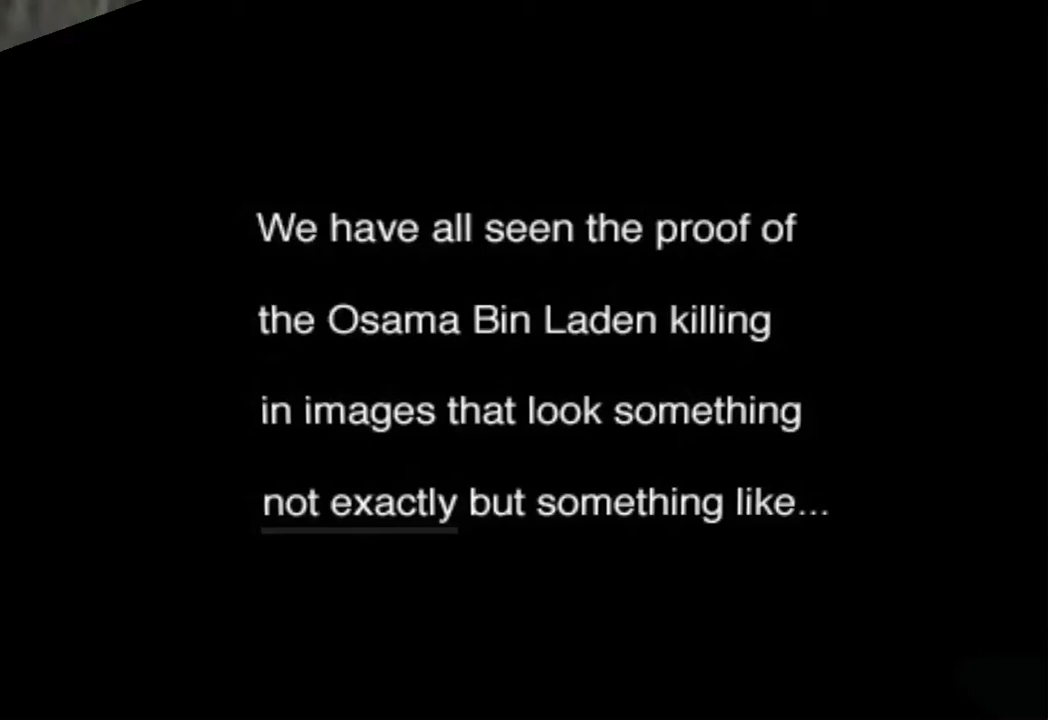 We have all seen the proof of
the Osama Bin Laden killing
in images that look something
not exactly but something like...